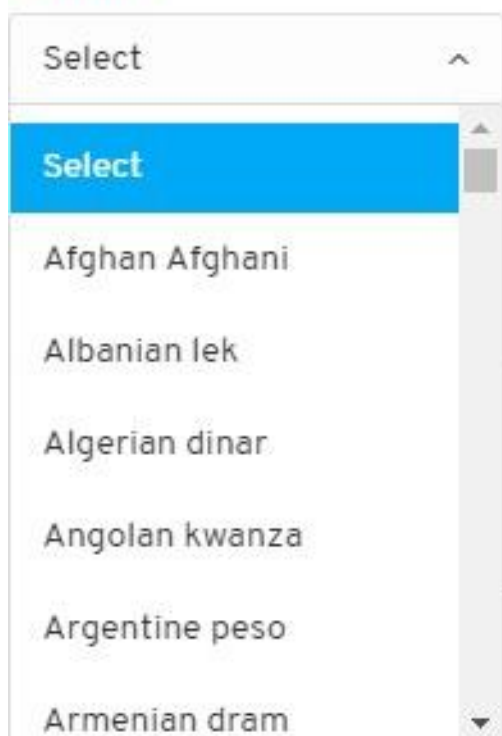 Select
Select
Afghan Afghani
Albanian lek
Algerian dinar
Angolan kwanza
Argentine peso
Armenian dram